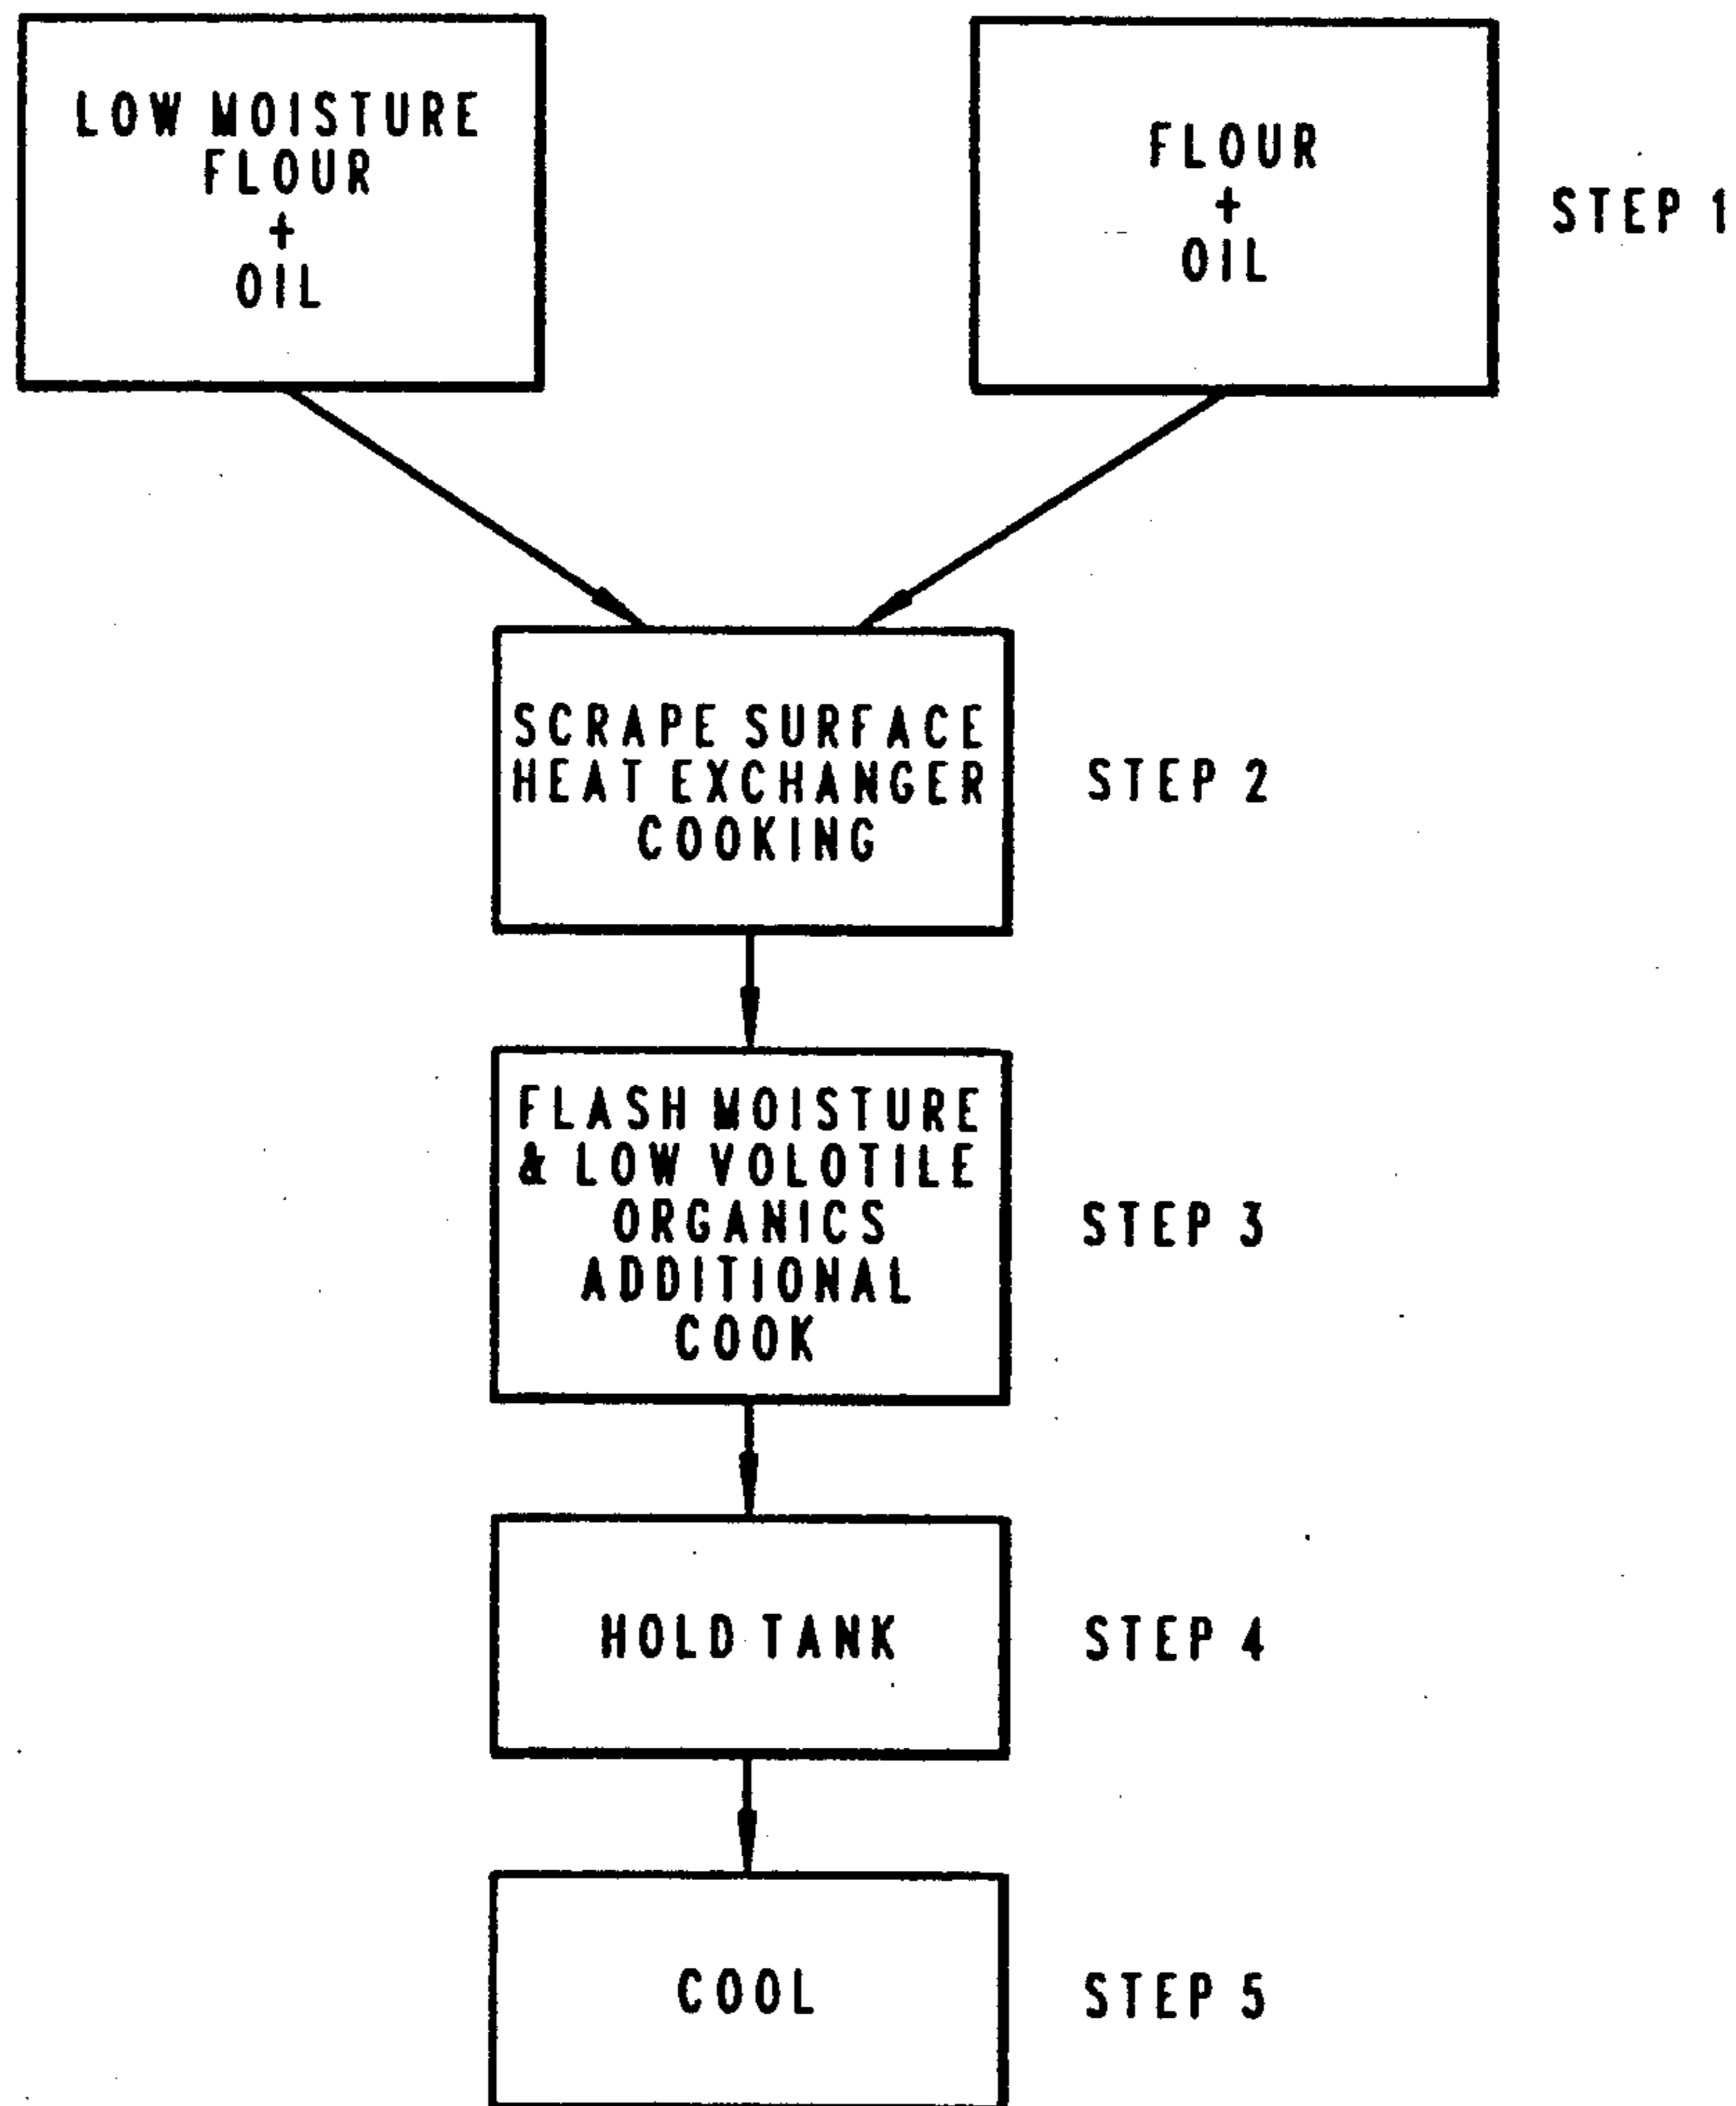 LOW MOISTURE
FLOUR
+
OIL
FLOUR
+
OIL
STEP 1
SCRAPE SURFACE
HEAT EXCHANGER
COOKING
STEP 2
FLASH MOISTURE
& LOW VOLOTILE
ORGANICS
ADDITIONAL
COOK
STEP 3
HOLD TANK
STEP 4
COOL
STEP 5